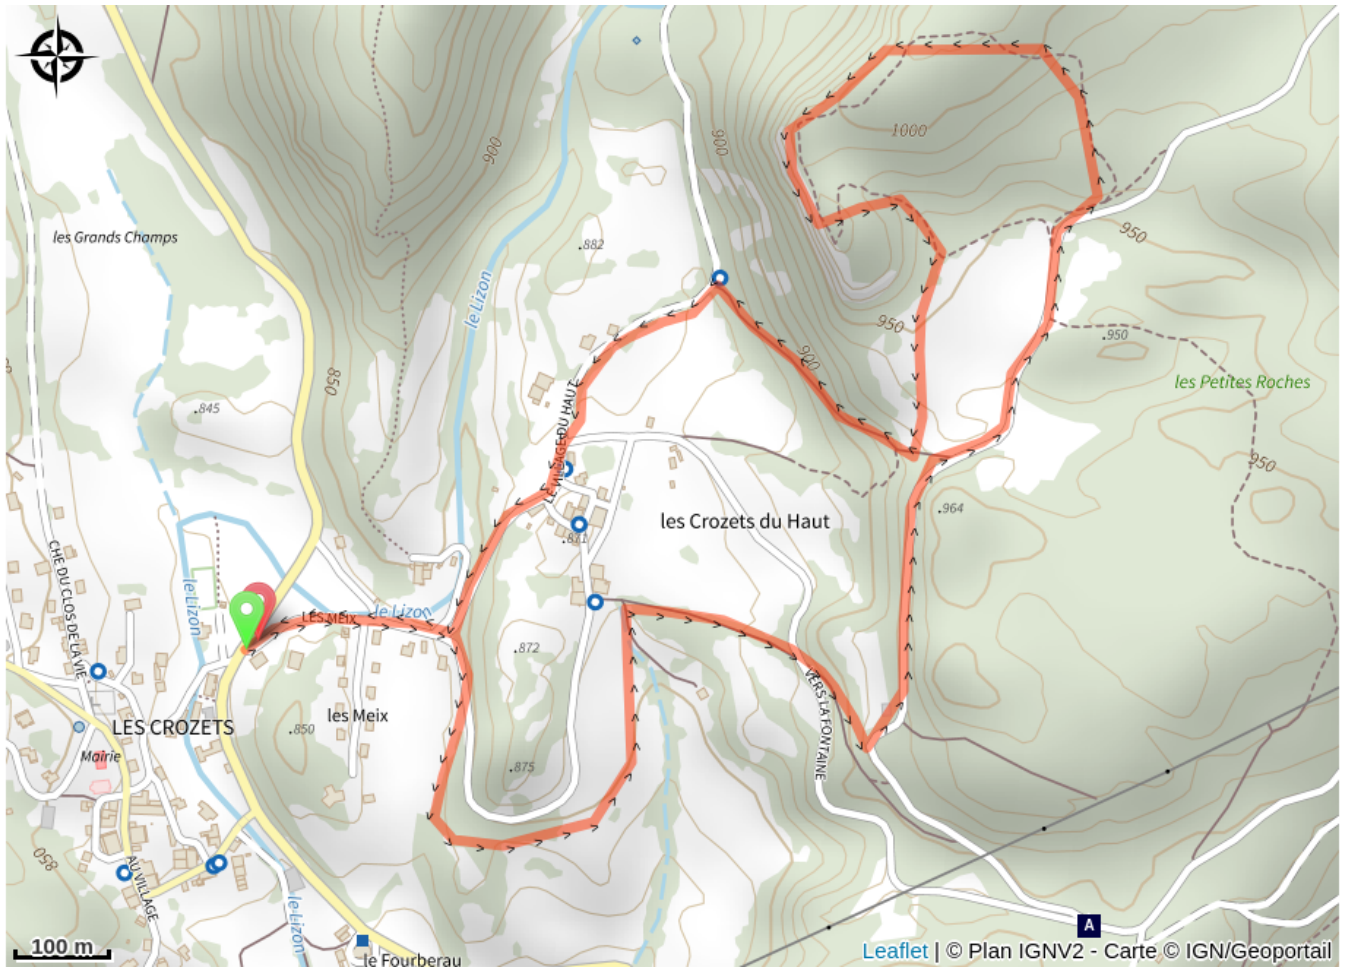 900
900
1000
les Grands Champs
882
950
le Lizon
950
900
950
850
les Petites Roches
845
LE VILLAGE DU HAUT
950
les Crozets du Haut
964
871
CHE DU CLOS DE LA VIE
le Lizon
LES MEIX
le Lizon
872
VERS LA FONTAINE
les Meix
LES CROZETS
850
Mairie
875
850
AU VILLAGE
le Lizon
A
100 m
le Fourberau
Leaflet | © Plan IGNV2 - Carte © IGN/Geoportail